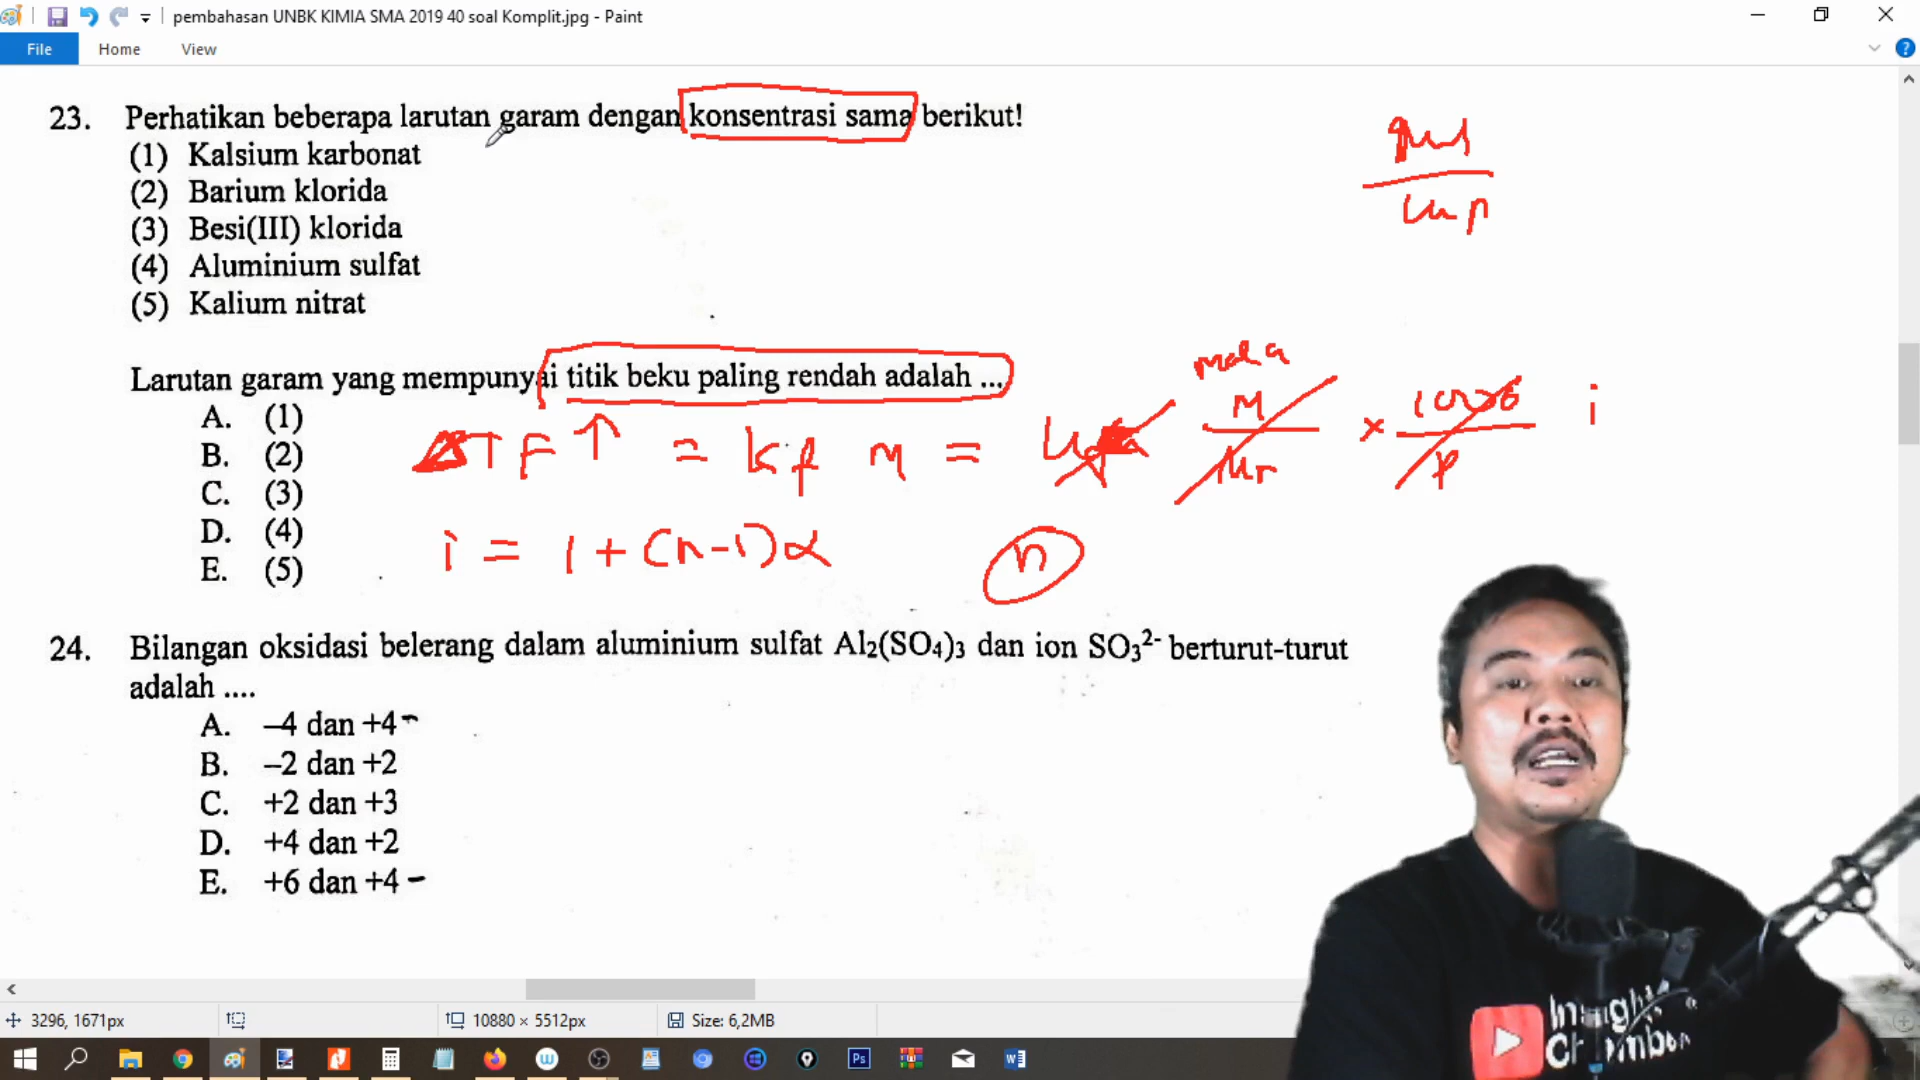 pembahasan UNBK KIMIA SMA 2019 40 soal Komplit.jpg - Paint
File Home View
23. Perhatikan beberapa larutan garam dengan konsentrasi sama berikut!
(1) Kalsium karbonat
(2) Barium klorida
(3) Besi(III) klorida
(4) Aluminium sulfat
(5) Kalium nitrat
Larutan garam yang mempunyai titik beku paling rendah adalah ...
A. (1)
B. (2)
C. (3)
D. (4)
E. (5)
ΔTF↑ = Kf m =
M
Mr
× 1000
P
i
i = 1 + (n-1)α
n
24. Bilangan oksidasi belerang dalam aluminium sulfat Al₂(SO₄)₃ dan ion SO₃²⁻ berturut-turut
adalah ....
A. –4 dan +4
B. –2 dan +2
C. +2 dan +3
D. +4 dan +2
E. +6 dan +4
3296, 1671px
10880 × 5512px
Size: 6,2MB